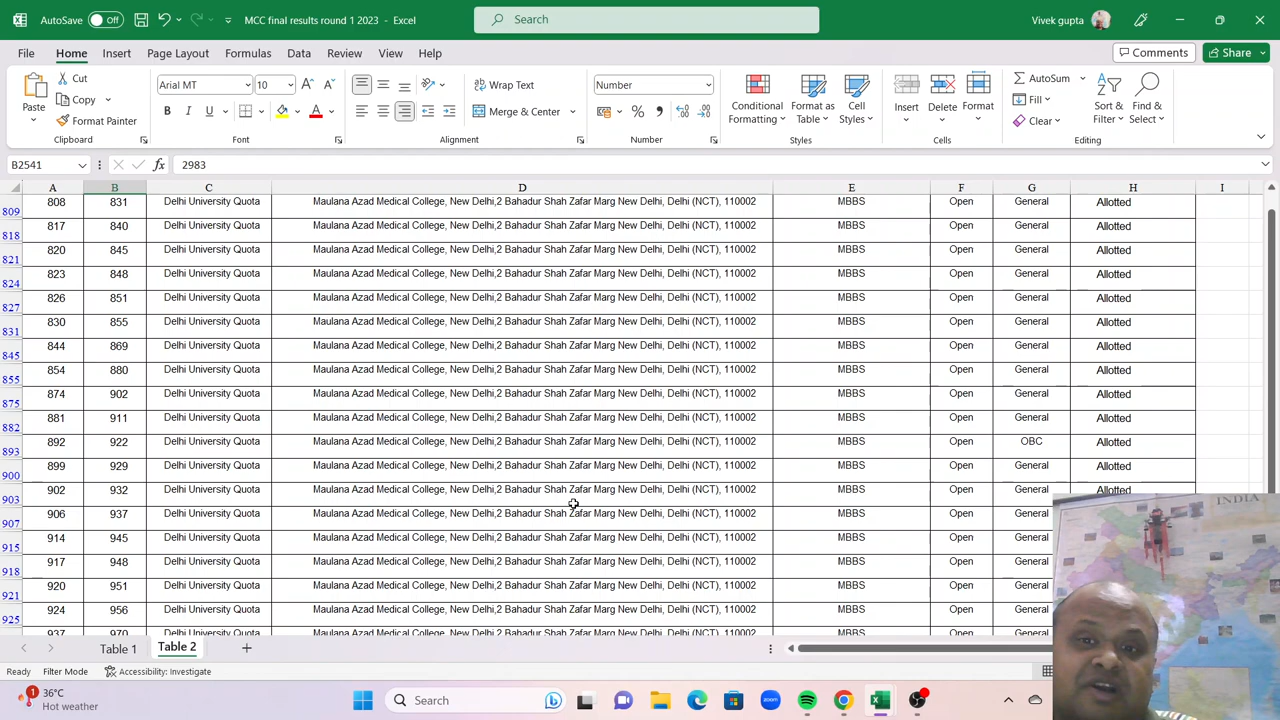 AutoSave Off MCC final results round 1 2023 - Excel Search Vivek gupta
File Home Insert Page Layout Formulas Data Review View Help Comments Share
Paste Cut Copy Format Painter Clipboard
Arial MT 10 B I U Font
Wrap Text Merge & Center Alignment
Number % Number
Conditional Formatting Format as Table Cell Styles Styles
Insert Delete Format Cells
AutoSum Fill Clear Sort & Filter Find & Select Editing
B2541 fx 2983
A B C D E F G H I
809 808 831 Delhi University Quota Maulana Azad Medical College, New Delhi,2 Bahadur Shah Zafar Marg New Delhi, Delhi (NCT), 110002 MBBS Open General Allotted
818 817 840 Delhi University Quota Maulana Azad Medical College, New Delhi,2 Bahadur Shah Zafar Marg New Delhi, Delhi (NCT), 110002 MBBS Open General Allotted
821 820 845 Delhi University Quota Maulana Azad Medical College, New Delhi,2 Bahadur Shah Zafar Marg New Delhi, Delhi (NCT), 110002 MBBS Open General Allotted
824 823 848 Delhi University Quota Maulana Azad Medical College, New Delhi,2 Bahadur Shah Zafar Marg New Delhi, Delhi (NCT), 110002 MBBS Open General Allotted
827 826 851 Delhi University Quota Maulana Azad Medical College, New Delhi,2 Bahadur Shah Zafar Marg New Delhi, Delhi (NCT), 110002 MBBS Open General Allotted
831 830 855 Delhi University Quota Maulana Azad Medical College, New Delhi,2 Bahadur Shah Zafar Marg New Delhi, Delhi (NCT), 110002 MBBS Open General Allotted
845 844 869 Delhi University Quota Maulana Azad Medical College, New Delhi,2 Bahadur Shah Zafar Marg New Delhi, Delhi (NCT), 110002 MBBS Open General Allotted
855 854 880 Delhi University Quota Maulana Azad Medical College, New Delhi,2 Bahadur Shah Zafar Marg New Delhi, Delhi (NCT), 110002 MBBS Open General Allotted
875 874 902 Delhi University Quota Maulana Azad Medical College, New Delhi,2 Bahadur Shah Zafar Marg New Delhi, Delhi (NCT), 110002 MBBS Open General Allotted
882 881 911 Delhi University Quota Maulana Azad Medical College, New Delhi,2 Bahadur Shah Zafar Marg New Delhi, Delhi (NCT), 110002 MBBS Open General Allotted
893 892 922 Delhi University Quota Maulana Azad Medical College, New Delhi,2 Bahadur Shah Zafar Marg New Delhi, Delhi (NCT), 110002 MBBS Open OBC Allotted
900 899 929 Delhi University Quota Maulana Azad Medical College, New Delhi,2 Bahadur Shah Zafar Marg New Delhi, Delhi (NCT), 110002 MBBS Open General Allotted
903 902 932 Delhi University Quota Maulana Azad Medical College, New Delhi,2 Bahadur Shah Zafar Marg New Delhi, Delhi (NCT), 110002 MBBS Open General Allotted
907 906 937 Delhi University Quota Maulana Azad Medical College, New Delhi,2 Bahadur Shah Zafar Marg New Delhi, Delhi (NCT), 110002 MBBS Open General
915 914 945 Delhi University Quota Maulana Azad Medical College, New Delhi,2 Bahadur Shah Zafar Marg New Delhi, Delhi (NCT), 110002 MBBS Open General
918 917 948 Delhi University Quota Maulana Azad Medical College, New Delhi,2 Bahadur Shah Zafar Marg New Delhi, Delhi (NCT), 110002 MBBS Open General
921 920 951 Delhi University Quota Maulana Azad Medical College, New Delhi,2 Bahadur Shah Zafar Marg New Delhi, Delhi (NCT), 110002 MBBS Open General
925 924 956 Delhi University Quota Maulana Azad Medical College, New Delhi,2 Bahadur Shah Zafar Marg New Delhi, Delhi (NCT), 110002 MBBS Open General
937 970 Delhi University Quota Maulana Azad Medical College, New Delhi,2 Bahadur Shah Zafar Marg New Delhi, Delhi (NCT), 110002 MBBS Open General
INDIA
Table 1 Table 2
Ready Filter Mode Accessibility: Investigate
1 36°C Hot weather Search zoom